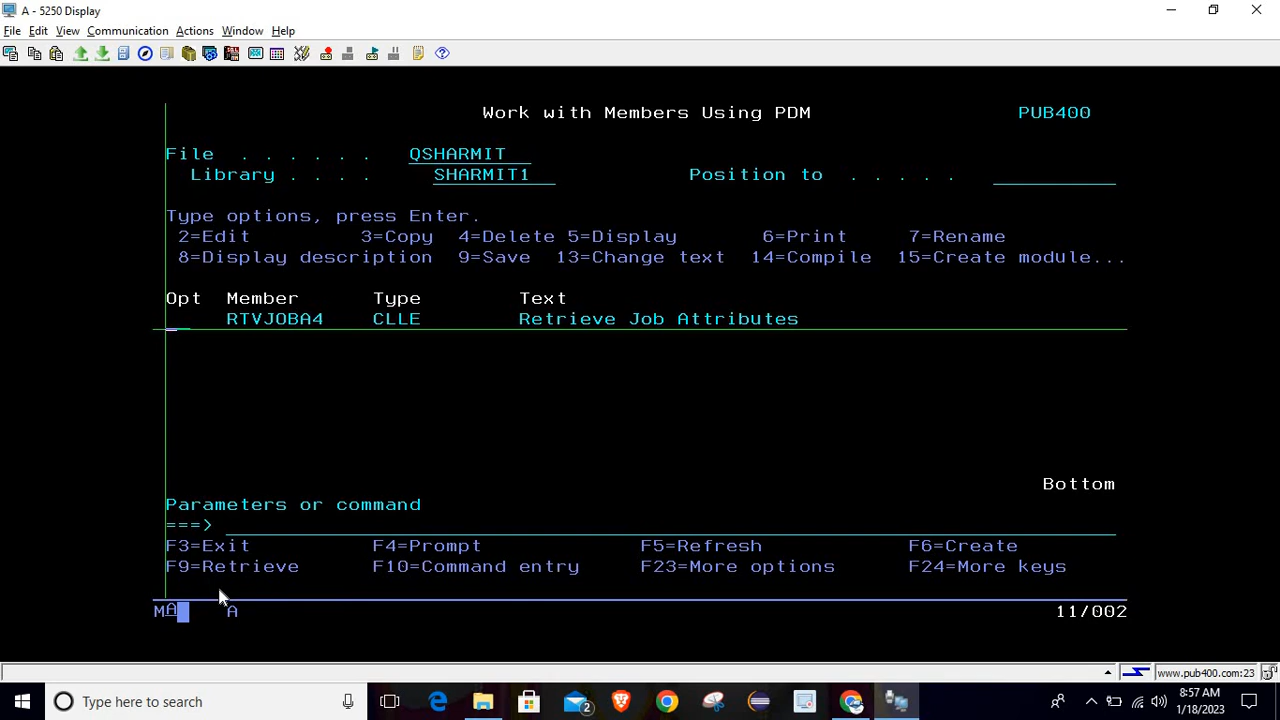 A - 5250 Display
File Edit View Communication Actions Window Help
Work with Members Using PDM PUB400
File . . . . . . QSHARMIT
Library . . . . SHARMIT1 Position to . . . . .
Type options, press Enter.
2=Edit 3=Copy 4=Delete 5=Display 6=Print 7=Rename
8=Display description 9=Save 13=Change text 14=Compile 15=Create module...
Opt Member Type Text
RTVJOBA4 CLLE Retrieve Job Attributes
Bottom
Parameters or command
===>
F3=Exit F4=Prompt F5=Refresh F6=Create
F9=Retrieve F10=Command entry F23=More options F24=More keys
MA A 11/002
www.pub400.com:23
Type here to search 2 8:57 AM
1/18/2023